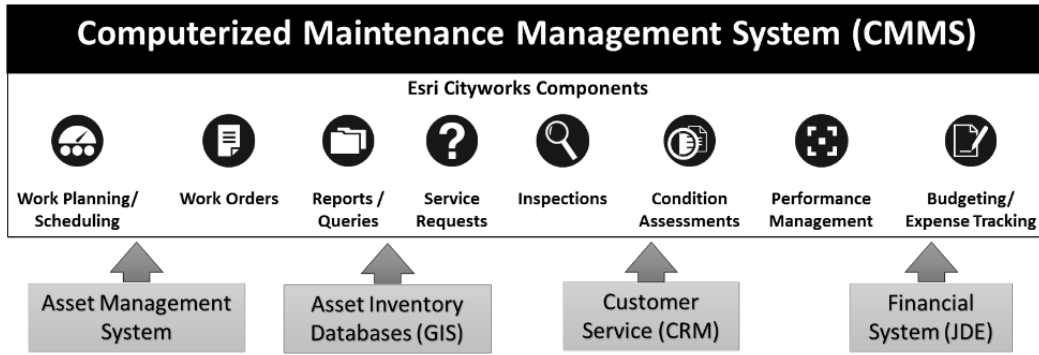 Computerized Maintenance Management System (CMMS)
Esri Cityworks Components
Work Planning/
Scheduling
Work Orders
Reports /
Queries
?
Service
Requests
Inspections
Condition
Assessments
Performance
Management
Budgeting/
Expense Tracking
Asset Management
System
Asset Inventory
Databases (GIS)
Customer
Service (CRM)
Financial
System (JDE)